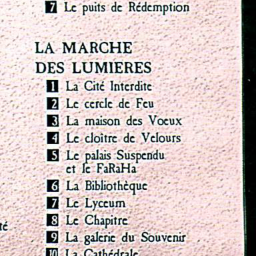 7 Le puits de Rédemption
LA MARCHE
DES LUMIERES
1 La Cité Interdite
2 Le cercle de Feu
3 La maison des Voeux
4 Le cloître de Velours
5 Le palais Suspendu
et le FaRaHa
6 La Bibliothèque
7 Le Lyceum
8 Le Chapitre
té
9 La galerie du Souvenir
10 La Cathédrale